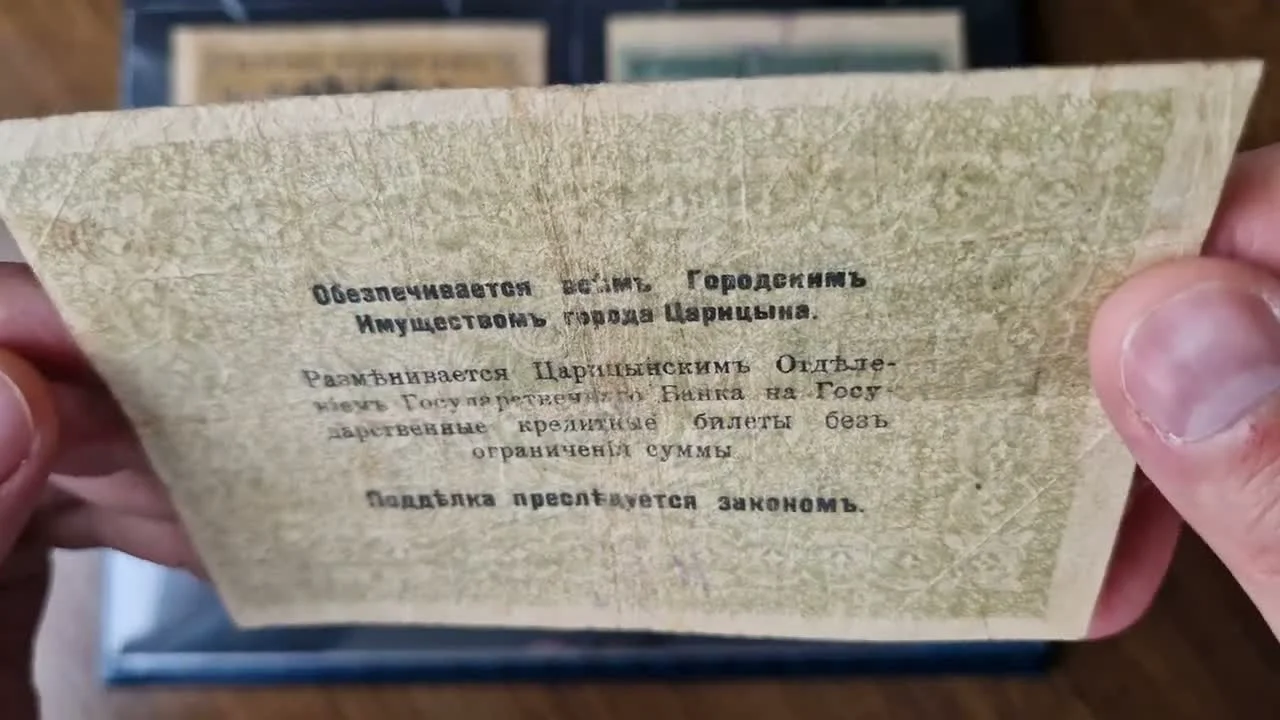 Обезпечивается всѣмъ Городскимъ
Имуществомъ города Царицына.
Размѣнивается Царицынскимъ Отдѣле-
ніемъ Государственнаго Банка на Госу-
дарственные кредитные билеты безъ
ограниченія суммы
Поддѣлка преслѣдуется закономъ.